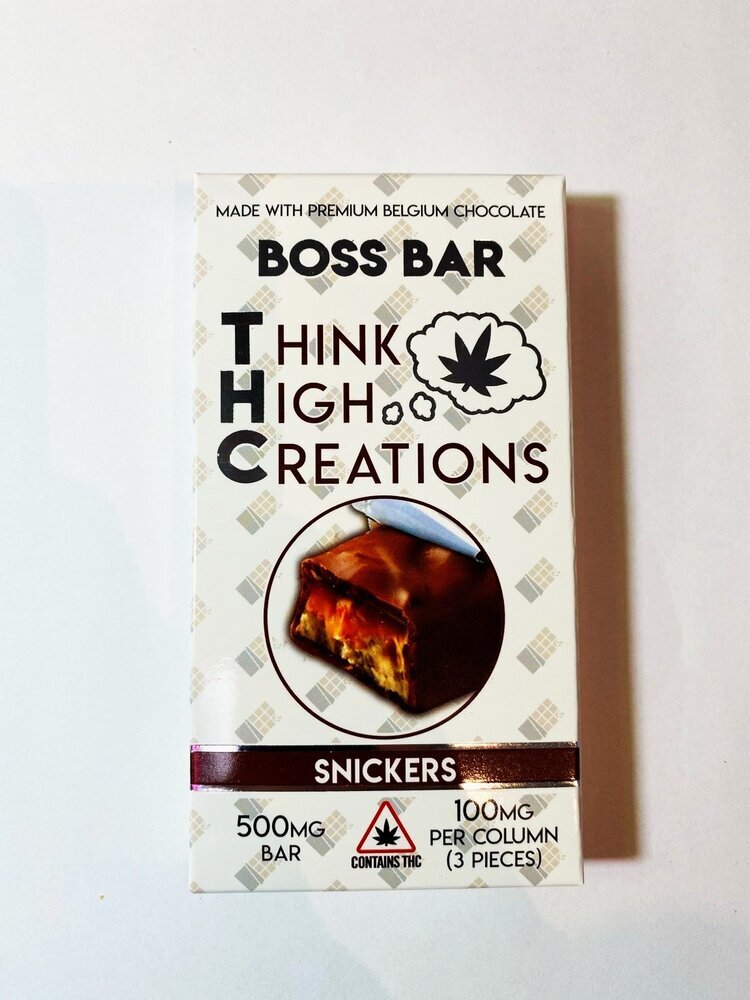 MADE WITH PREMIUM BELGIUM CHOCOLATE
BOSS BAR
THINK
HIGH
CREATIONS
SNICKERS
500MG
BAR
CONTAINS THC
100MG
PER COLUMN
(3 PIECES)